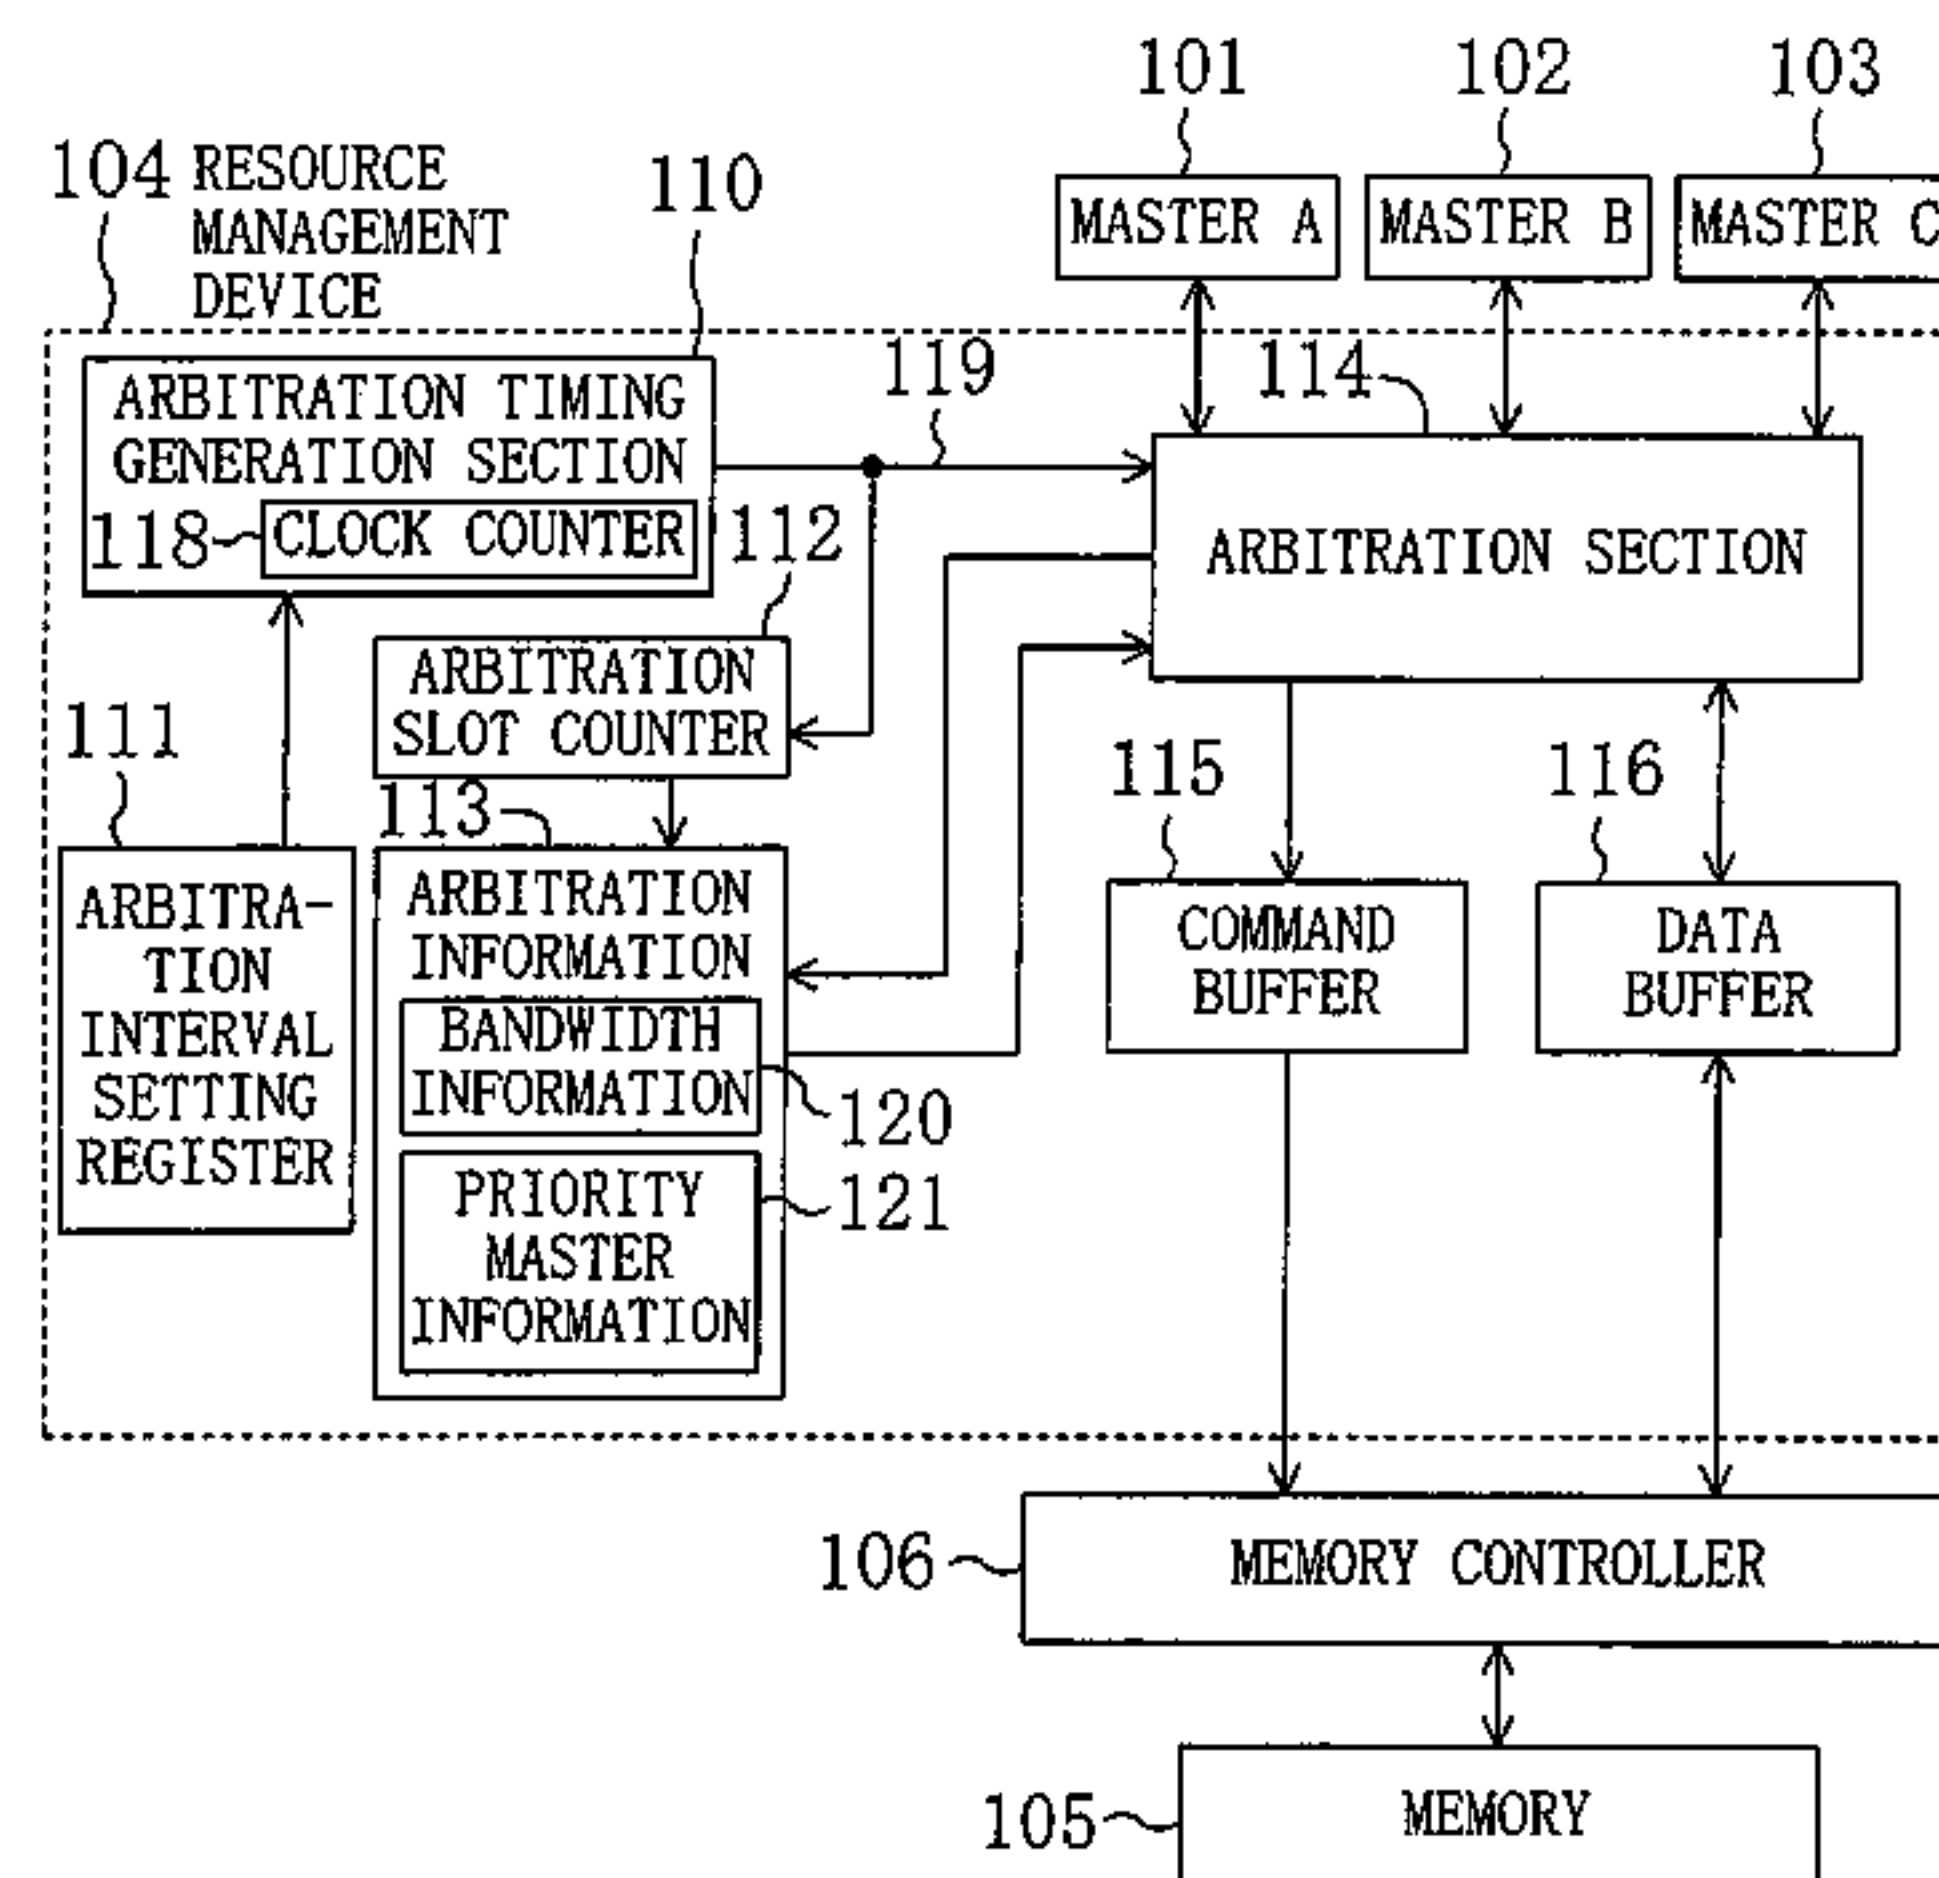 101
102
103
104
RESOURCE
MANAGEMENT
DEVICE
110
MASTER A
MASTER B
MASTER C
119
114
ARBITRATION TIMING
GENERATION SECTION
118
CLOCK COUNTER
112
ARBITRATION SECTION
ARBITRATION
SLOT COUNTER
111
113
115
116
ARBITRA-
TION
INTERVAL
SETTING
REGISTER
ARBITRATION
INFORMATION
BANDWIDTH
INFORMATION
120
PRIORITY
MASTER
INFORMATION
121
COMMAND
BUFFER
DATA
BUFFER
106
MEMORY CONTROLLER
105
MEMORY